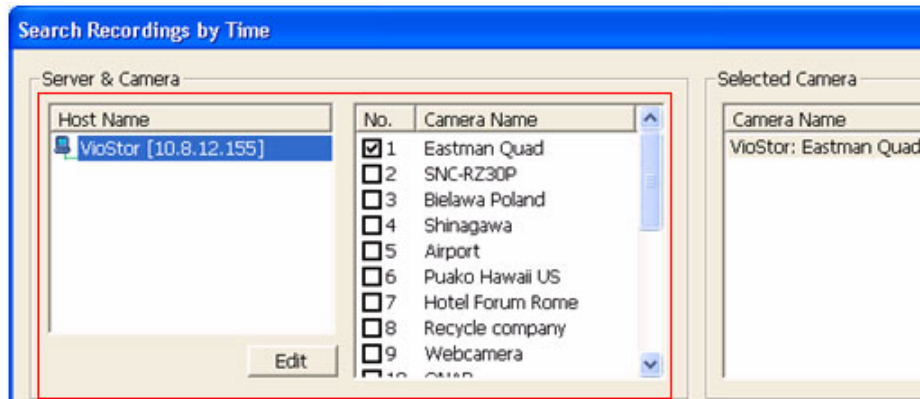 Search Recordings by Time
Server & Camera
Host Name
VioStor [10.8.12.155]
Edit
No. Camera Name
1 Eastman Quad
2 SNC-RZ30P
3 Bielawa Poland
4 Shinagawa
5 Airport
6 Puako Hawaii US
7 Hotel Forum Rome
8 Recycle company
9 Webcamera
Selected Camera
Camera Name
VioStor: Eastman Quad